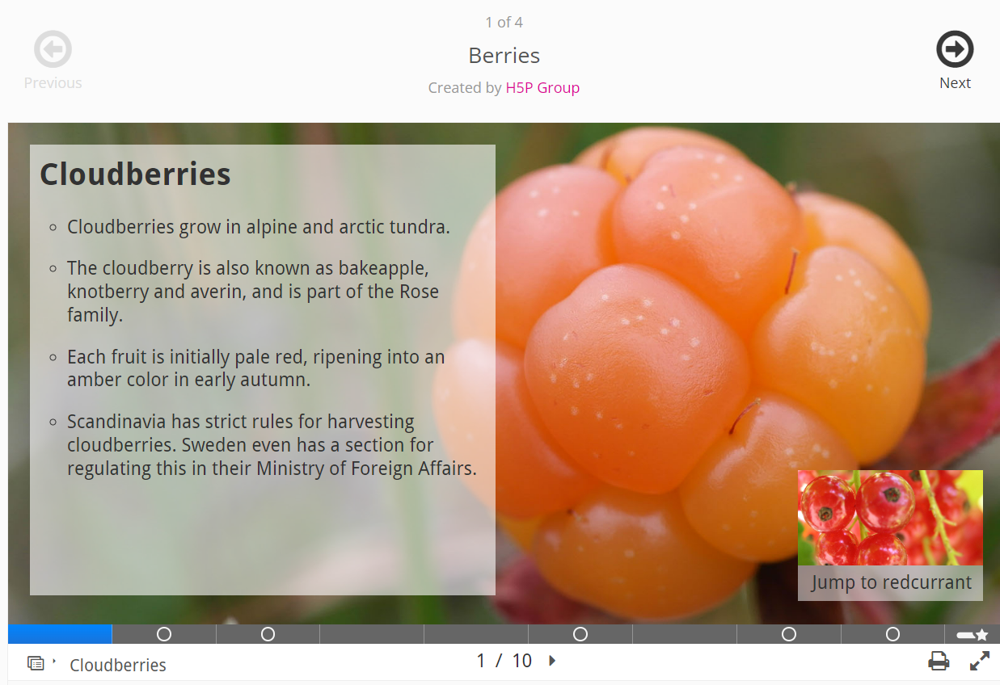 1 of 4
Berries
Created by H5P Group
Previous
Next
Cloudberries
Cloudberries grow in alpine and arctic tundra.
The cloudberry is also known as bakeapple,
knotberry and averin, and is part of the Rose
family.
Each fruit is initially pale red, ripening into an
amber color in early autumn.
Scandinavia has strict rules for harvesting
cloudberries. Sweden even has a section for
regulating this in their Ministry of Foreign Affairs.
Jump to redcurrant
Cloudberries
1 / 10